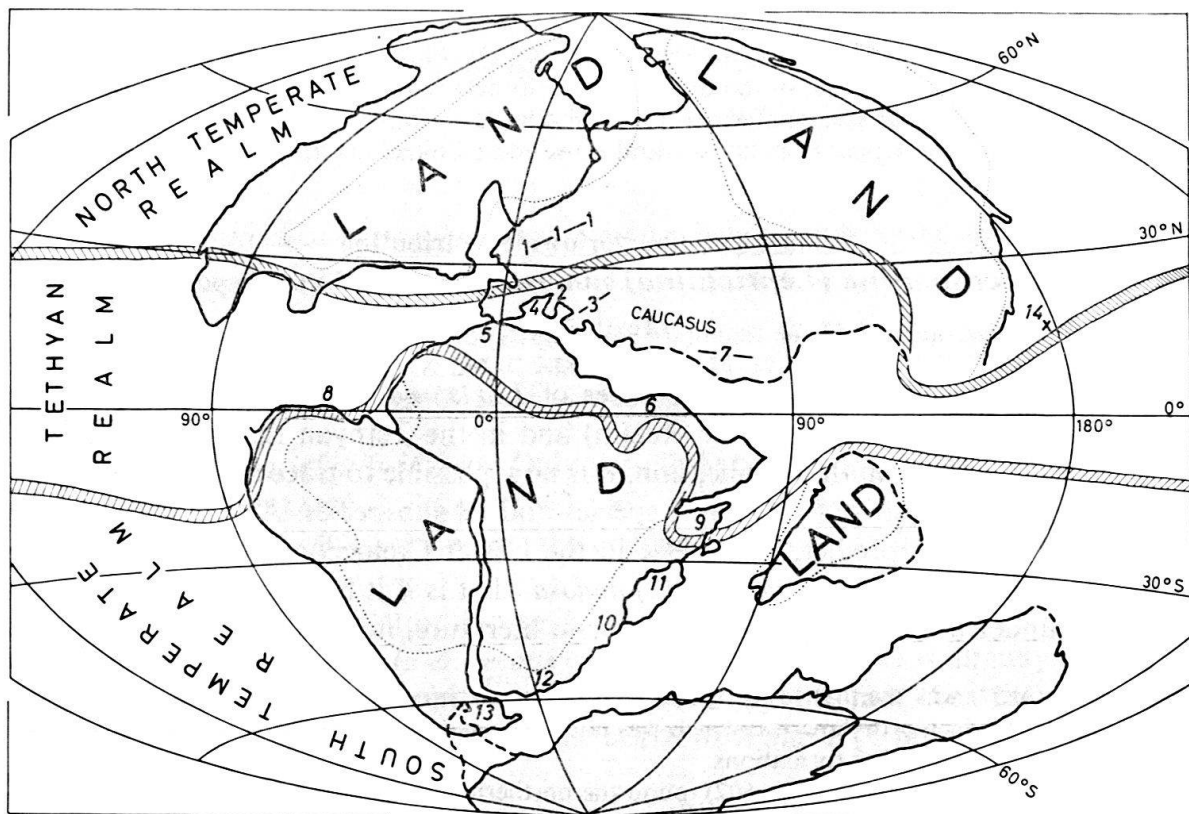 60°N
NORTH TEMPERATE
REALM
LAND
LAND
1—1—1
30°N
TETHYAN
REALM
2
4
—3—
5
CAUCASUS
—7—
14
8
6
90°
0°
90°
180°
0°
LAND
9
LAND
11
10
30°S
12
13
SOUTH TEMPERATE
REALM
60°S